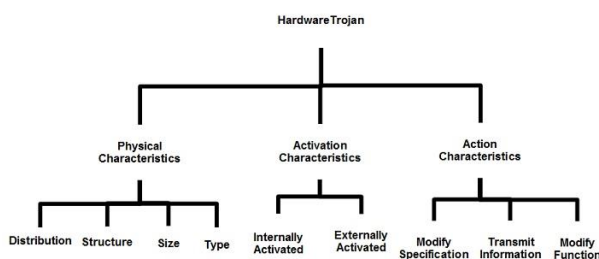 HardwareTrojan
Physical
Characteristics
Activation
Characteristics
Action
Characteristics
Distribution
Structure
Size
Type
Internally
Activated
Externally
Activated
Modify
Specification
Transmit
Information
Modify
Function